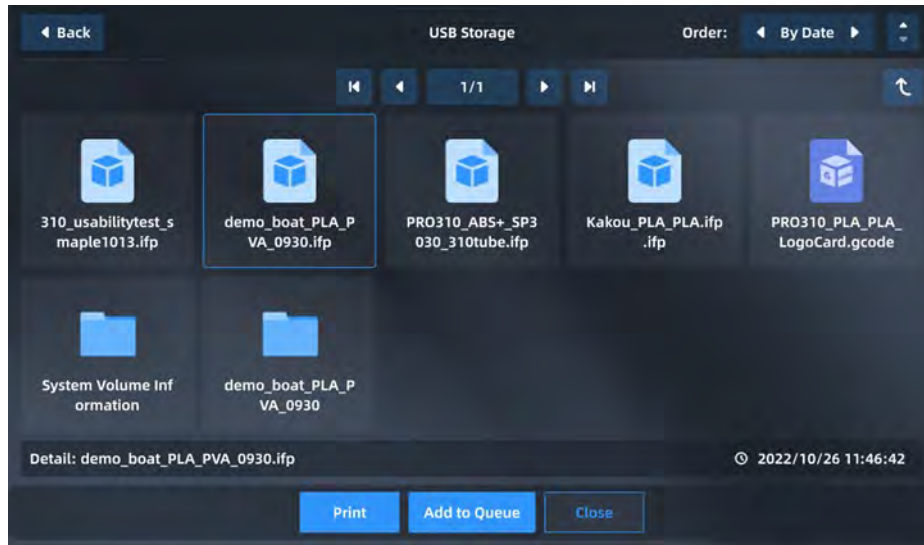 Back
USB Storage
Order:
By Date
1/1
310_usabilitytest_s
maple1013.ifp
demo_boat_PLA_P
VA_0930.ifp
PRO310_ABS+_SP3
030_310tube.ifp
Kakou_PLA_PLA.ifp
.ifp
PRO310_PLA_PLA_
LogoCard.gcode
System Volume Inf
ormation
demo_boat_PLA_P
VA_0930
Detail: demo_boat_PLA_PVA_0930.ifp
2022/10/26 11:46:42
Print
Add to Queue
Close